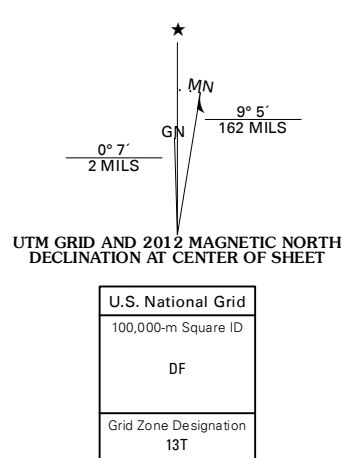 ★
MN
GN
9° 5´
162 MILS
0° 7´
2 MILS
UTM GRID AND 2012 MAGNETIC NORTH
DECLINATION AT CENTER OF SHEET
U.S. National Grid
100,000-m Square ID
DF
Grid Zone Designation
13T